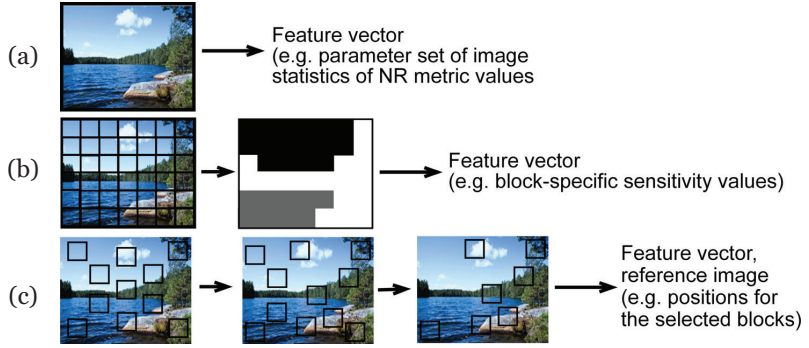 (a)
Feature vector
(e.g. parameter set of image
statistics of NR metric values
(b)
Feature vector
(e.g. block-specific sensitivity values)
(c)
Feature vector,
reference image
(e.g. positions for
the selected blocks)